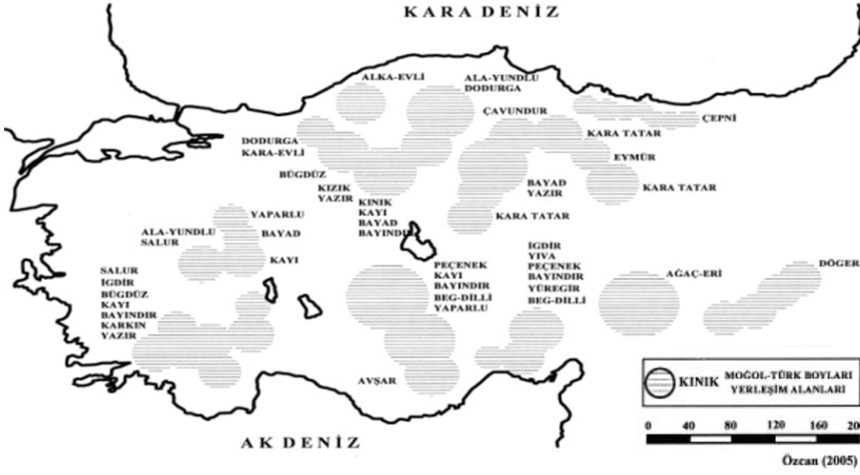 KARA DENİZ
ALKA-EVLİ
ALA-YUNDLU
DODURGA
ÇAVUNDUR
ÇEPNİ
KARA TATAR
DODURGA
KARA-EVLİ
EYMÜR
BÜGDÜZ
KIZIK
YAZIR
KINIK
KAYI
BAYAD
BAYINDIR
BAYAD
YAZIR
KARA TATAR
KARA TATAR
YAPARLU
ALA-YUNDLU
SALUR
BAYAD
KAYI
SALUR
İGDİR
BÜGDÜZ
KAYI
BAYINDIR
KARKIN
YAZIR
PEÇENEK
KAYI
BAYINDIR
BEG-DİLLİ
YAPARLU
İGDİR
YIVA
PEÇENEK
BAYINDIR
YÜREGİR
BEG-DİLLİ
AĞAÇ-ERİ
DÖGER
AVŞAR
AK DENİZ
KINIK
MOĞOL-TÜRK BOYLARI
YERLEŞİM ALANLARI
0 40 80 120 160 200
Özcan (2005)